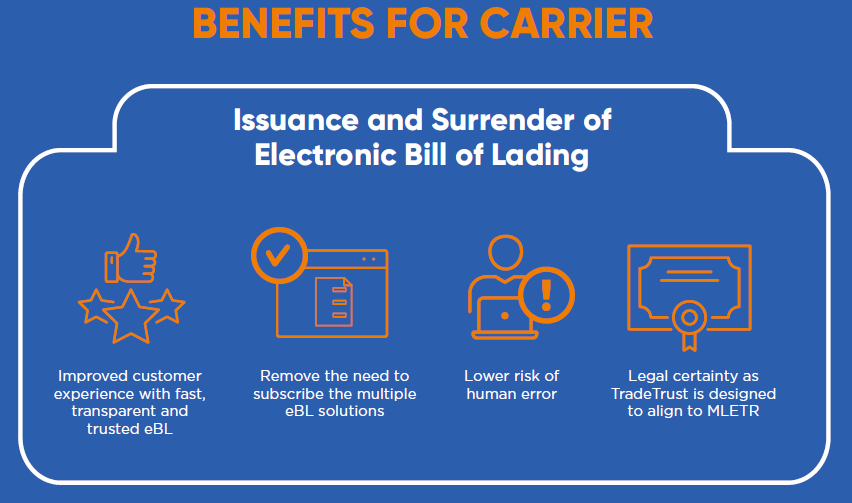 BENEFITS FOR CARRIER
Issuance and Surrender of
Electronic Bill of Lading
Improved customer
experience with fast,
transparent and
trusted eBL
Remove the need to
subscribe the multiple
eBL solutions
Lower risk of
human error
Legal certainty as
TradeTrust is designed
to align to MLETR